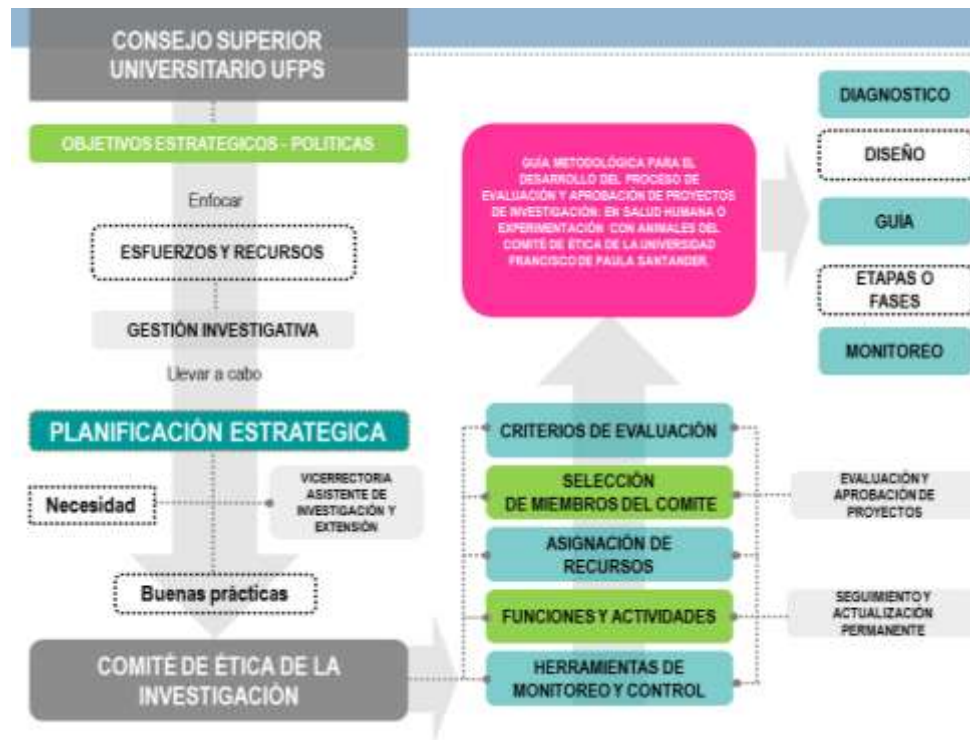 CONSEJO SUPERIOR
UNIVERSITARIO UFPS
OBJETIVOS ESTRATEGICOS - POLITICAS
Enfocar
ESFUERZOS Y RECURSOS
GESTIÓN INVESTIGATIVA
Llevar a cabo
PLANIFICACIÓN ESTRATEGICA
Necesidad
VICERRECTORIA
ASISTENTE DE
INVESTIGACIÓN Y
EXTENSIÓN
Buenas prácticas
COMITÉ DE ÉTICA DE LA
INVESTIGACIÓN
CRITERIOS DE EVALUACIÓN
SELECCIÓN
DE MIEMBROS DEL COMITE
ASIGNACIÓN DE
RECURSOS
FUNCIONES Y ACTIVIDADES
HERRAMIENTAS DE
MONITOREO Y CONTROL
EVALUACIÓN Y
APROBACIÓN DE
PROYECTOS
SEGUIMIENTO Y
ACTUALIZACIÓN
PERMANENTE
GUÍA METODOLÓGICA PARA EL
DESARROLLO DEL PROCESO DE
EVALUACIÓN Y APROBACIÓN DE PROYECTOS
DE INVESTIGACIÓN: EN SALUD HUMANA O
EXPERIMENTACIÓN CON ANIMALES DEL
COMITÉ DE ÉTICA DE LA UNIVERSIDAD
FRANCISCO DE PAULA SANTANDER.
DIAGNOSTICO
DISEÑO
GUIA
ETAPAS O
FASES
MONITOREO